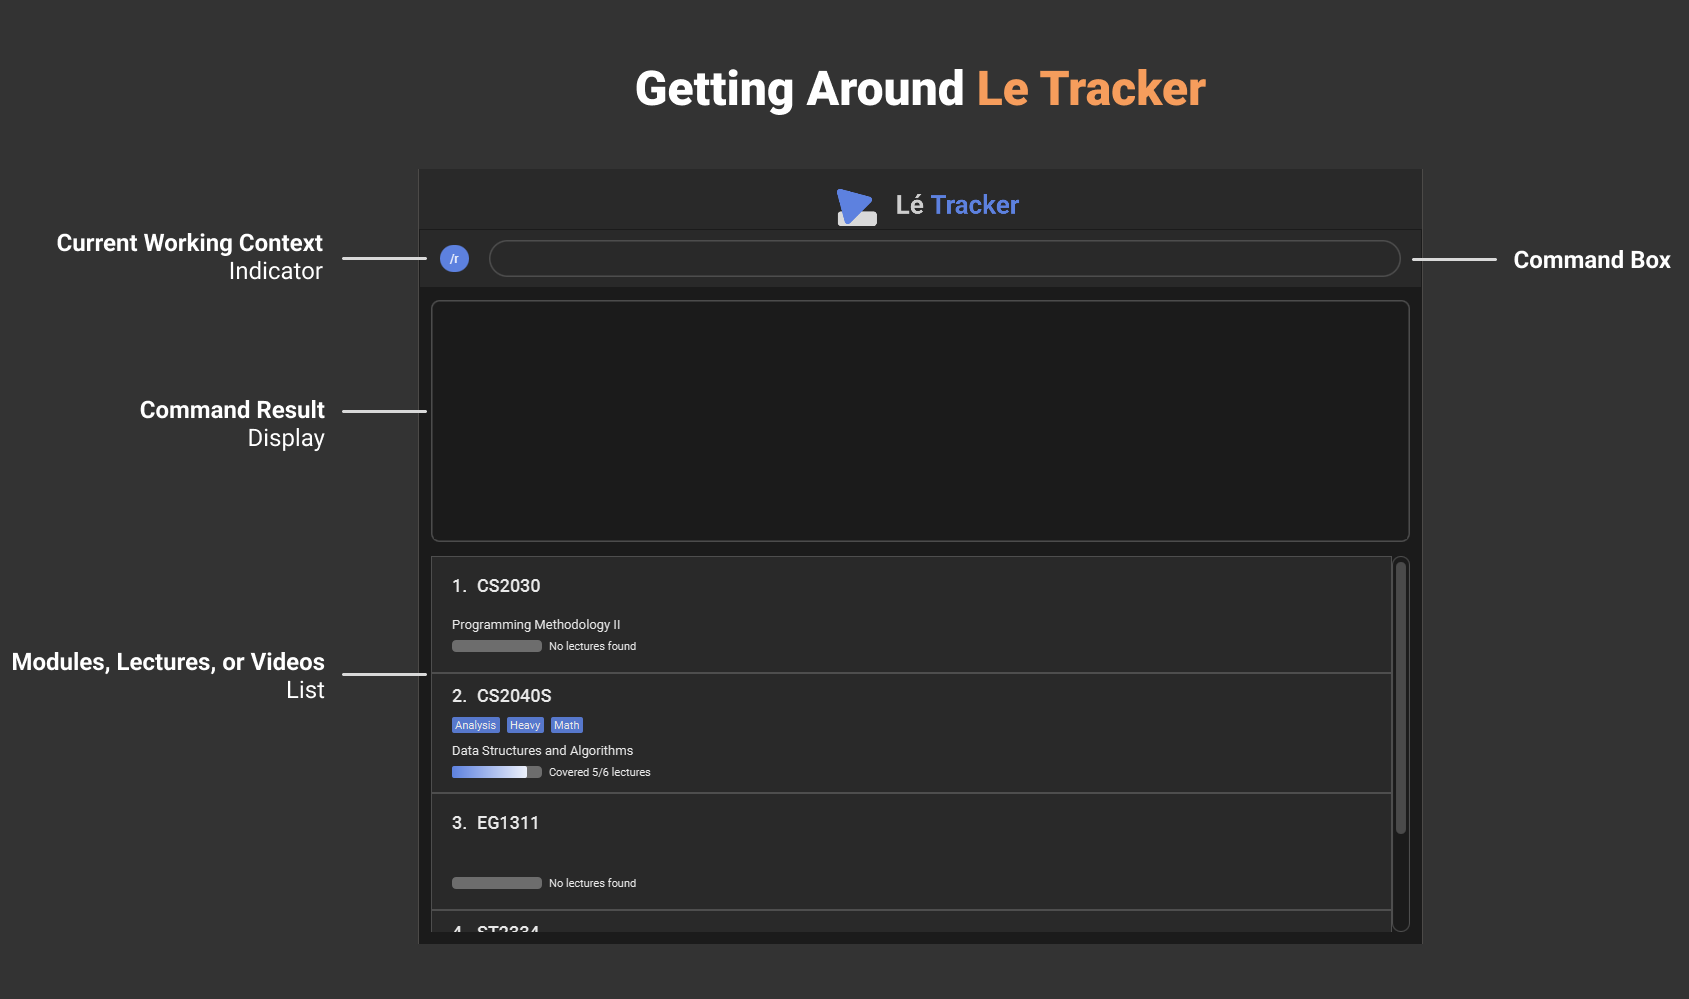 Getting Around Le Tracker
Lé Tracker
Current Working Context
Indicator
/r
Command Box
Command Result
Display
Modules, Lectures, or Videos
List
1. CS2030
Programming Methodology II
No lectures found
2. CS2040S
Analysis Heavy Math
Data Structures and Algorithms
Covered 5/6 lectures
3. EG1311
No lectures found
4. ST2334